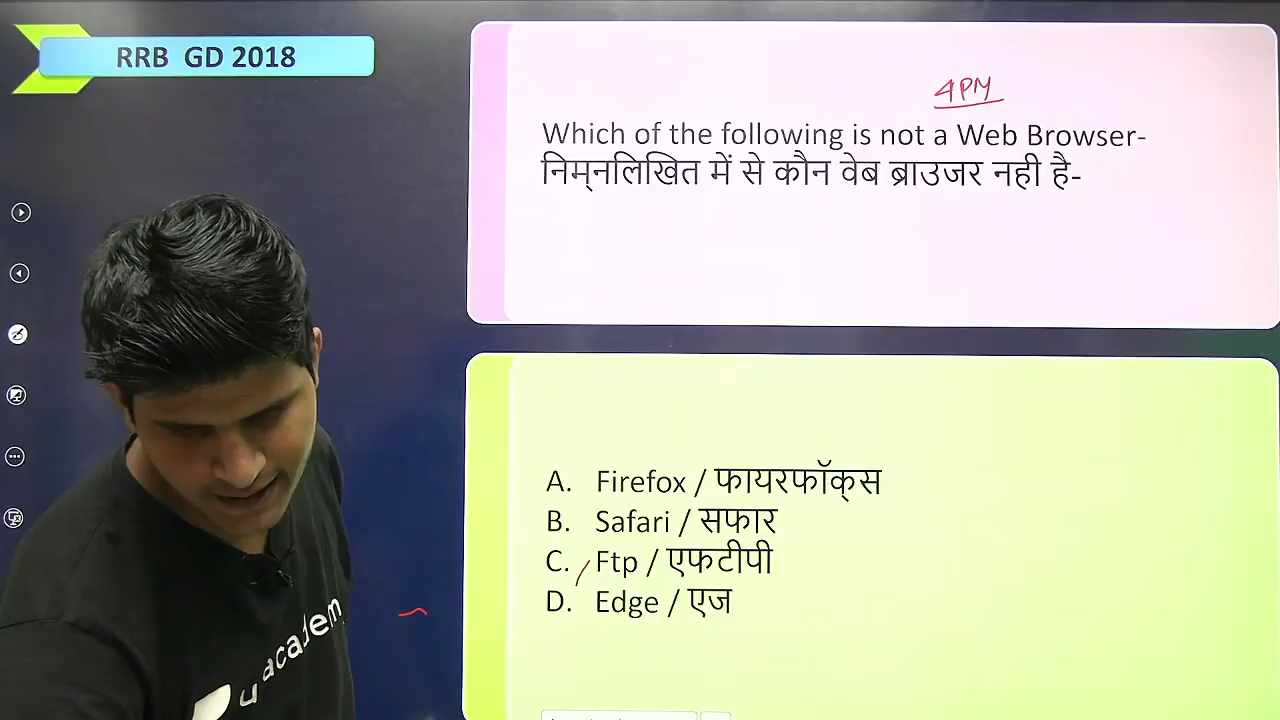 RRB GD 2018
4PM
Which of the following is not a Web Browser-
निम्नलिखित में से कौन वेब ब्राउजर नही है-
A. Firefox / फायरफॉक्स
B. Safari / सफार
C. Ftp / एफटीपी
D. Edge / एज
unacademy